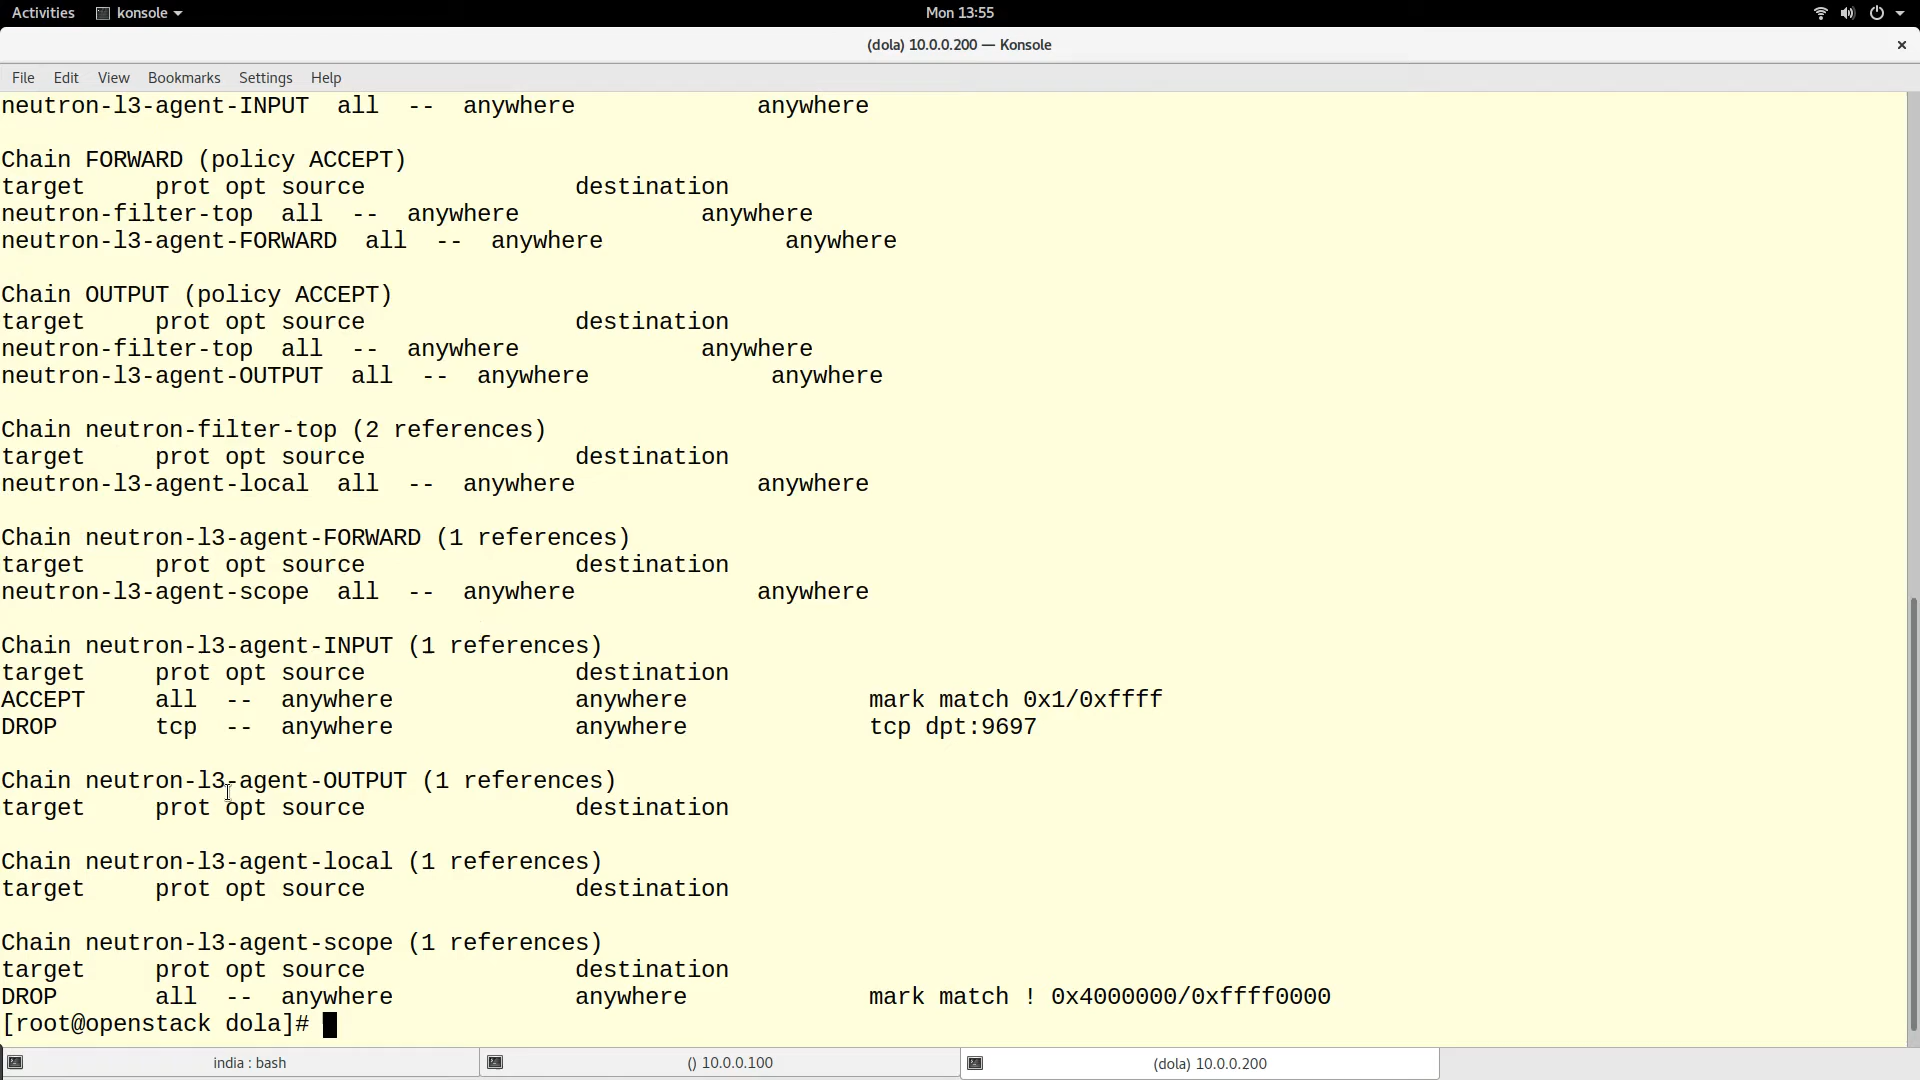 Activities konsole Mon 13:55
(dola) 10.0.0.200 — Konsole ×
File Edit View Bookmarks Settings Help
neutron-l3-agent-INPUT  all  --  anywhere             anywhere

Chain FORWARD (policy ACCEPT)
target     prot opt source               destination
neutron-filter-top  all  --  anywhere             anywhere
neutron-l3-agent-FORWARD  all  --  anywhere             anywhere

Chain OUTPUT (policy ACCEPT)
target     prot opt source               destination
neutron-filter-top  all  --  anywhere             anywhere
neutron-l3-agent-OUTPUT  all  --  anywhere             anywhere

Chain neutron-filter-top (2 references)
target     prot opt source               destination
neutron-l3-agent-local  all  --  anywhere             anywhere

Chain neutron-l3-agent-FORWARD (1 references)
target     prot opt source               destination
neutron-l3-agent-scope  all  --  anywhere             anywhere

Chain neutron-l3-agent-INPUT (1 references)
target     prot opt source               destination
ACCEPT     all  --  anywhere             anywhere             mark match 0x1/0xffff
DROP       tcp  --  anywhere             anywhere             tcp dpt:9697

Chain neutron-l3-agent-OUTPUT (1 references)
target     prot opt source               destination

Chain neutron-l3-agent-local (1 references)
target     prot opt source               destination

Chain neutron-l3-agent-scope (1 references)
target     prot opt source               destination
DROP       all  --  anywhere             anywhere             mark match ! 0x4000000/0xffff0000
[root@openstack dola]#
india : bash () 10.0.0.100 (dola) 10.0.0.200